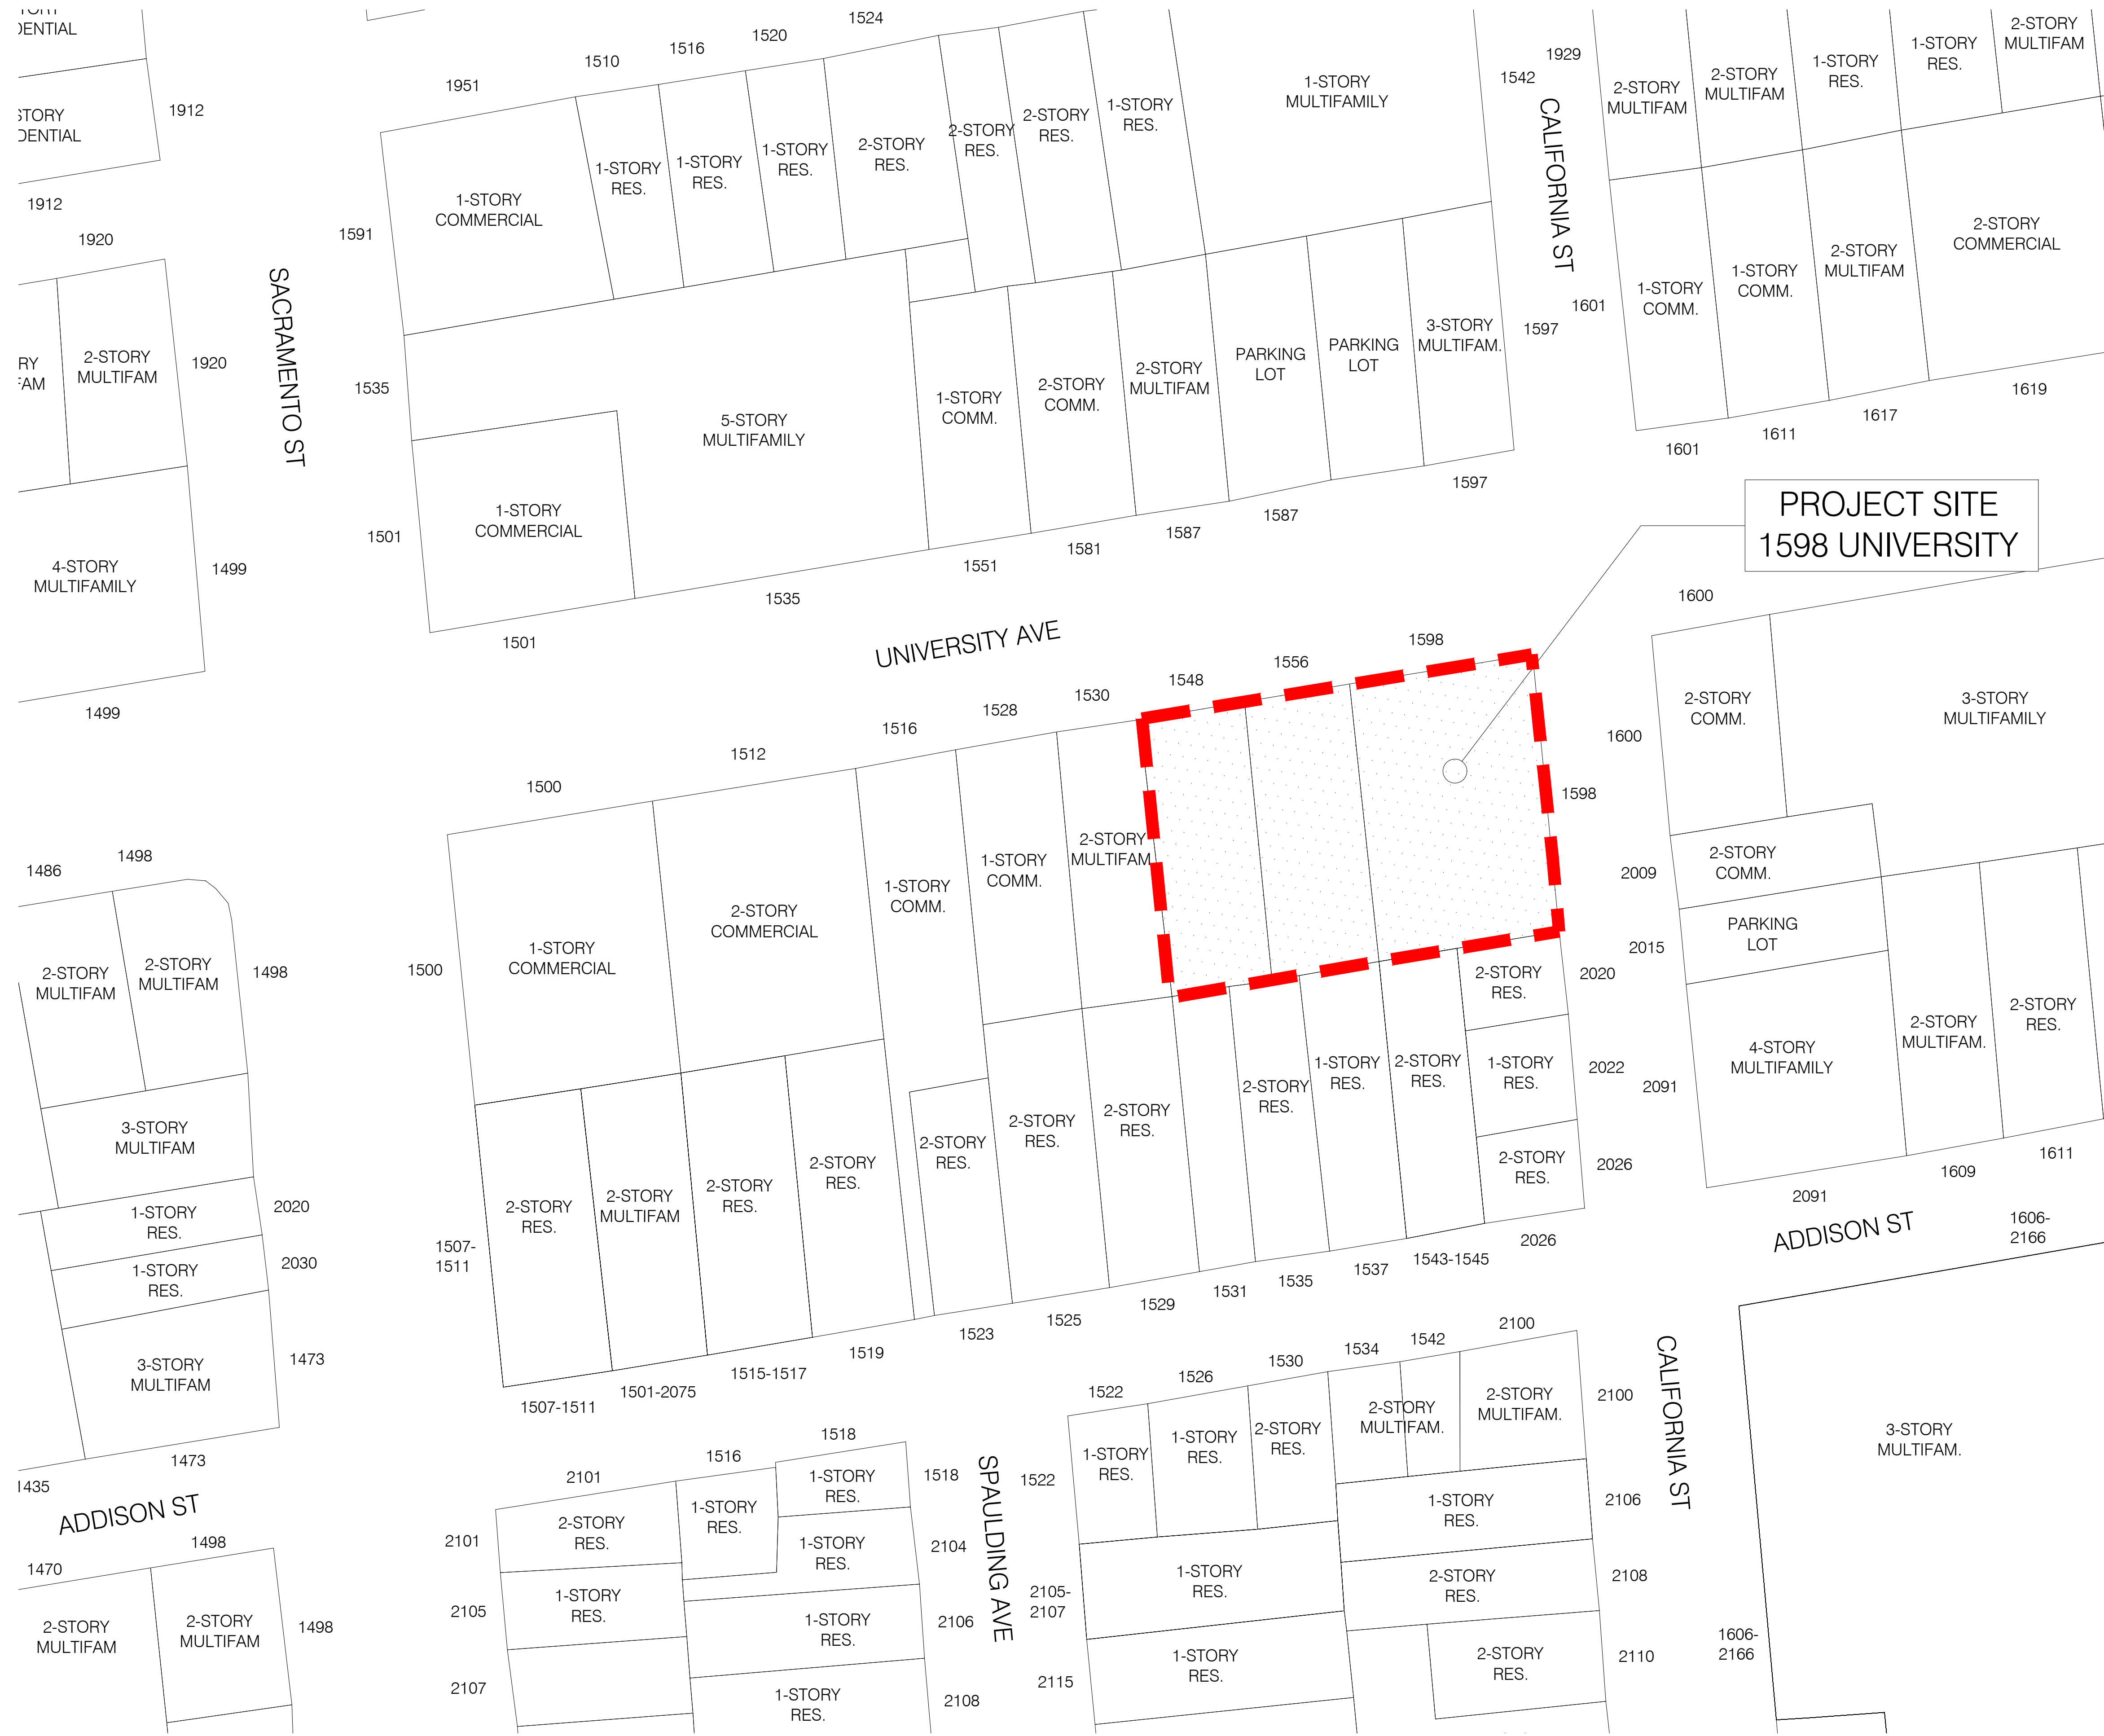 DENTIAL
STORY
DENTIAL
1912
1912
1920
RY
FAM
2-STORY
MULTIFAM
1920
4-STORY
MULTIFAMILY
1499
1499
SACRAMENTO ST
1951
1510
1516
1520
1524
1591
1-STORY
COMMERCIAL
1-STORY
RES.
1-STORY
RES.
1-STORY
RES.
2-STORY
RES.
2-STORY
RES.
2-STORY
RES.
1-STORY
RES.
1-STORY
MULTIFAMILY
1542
1535
5-STORY
MULTIFAMILY
1501
1-STORY
COMMERCIAL
1-STORY
COMM.
2-STORY
COMM.
2-STORY
MULTIFAM
PARKING
LOT
PARKING
LOT
3-STORY
MULTIFAM.
1597
1501
1535
1551
1581
1587
1587
1597
CALIFORNIA ST
1929
2-STORY
MULTIFAM
2-STORY
MULTIFAM
1-STORY
RES.
1-STORY
RES.
2-STORY
MULTIFAM
1601
1-STORY
COMM.
1-STORY
COMM.
2-STORY
MULTIFAM
2-STORY
COMMERCIAL
1601
1611
1617
1619
PROJECT SITE
1598 UNIVERSITY
UNIVERSITY AVE
1500
1512
1516
1528
1530
1548
1556
1598
1500
1-STORY
COMMERCIAL
2-STORY
COMMERCIAL
1-STORY
COMM.
1-STORY
COMM.
2-STORY
MULTIFAM
1598
1600
1600
2-STORY
COMM.
3-STORY
MULTIFAMILY
2009
2-STORY
COMM.
2015
PARKING
LOT
2091
4-STORY
MULTIFAMILY
2-STORY
MULTIFAM.
2-STORY
RES.
2091
1609
1611
1486
1498
2-STORY
MULTIFAM
2-STORY
MULTIFAM
1498
3-STORY
MULTIFAM
1-STORY
RES.
2020
1-STORY
RES.
2030
3-STORY
MULTIFAM
1473
1435
1473
1507-
1511
2-STORY
RES.
2-STORY
MULTIFAM
2-STORY
RES.
2-STORY
RES.
2-STORY
RES.
2-STORY
RES.
2-STORY
RES.
2-STORY
RES.
1-STORY
RES.
2-STORY
RES.
2-STORY
RES.
2020
1-STORY
RES.
2022
2-STORY
RES.
2026
1507-1511
1501-2075
1515-1517
1519
1523
1525
1529
1531
1535
1537
1543-1545
2026
ADDISON ST
1606-
2166
ADDISON ST
1470
1498
2-STORY
MULTIFAM
2-STORY
MULTIFAM
1498
2101
1516
1518
2101
2-STORY
RES.
1-STORY
RES.
1-STORY
RES.
1518
2105
1-STORY
RES.
1-STORY
RES.
2104
1-STORY
RES.
2106
2107
1-STORY
RES.
2108
SPAULDING AVE
1522
1526
1530
1534
1542
2100
1522
1-STORY
RES.
1-STORY
RES.
2-STORY
RES.
2-STORY
MULTIFAM.
2-STORY
MULTIFAM.
2100
1-STORY
RES.
2106
2105-
2107
1-STORY
RES.
2-STORY
RES.
2108
2115
1-STORY
RES.
2-STORY
RES.
2110
CALIFORNIA ST
3-STORY
MULTIFAM.
1606-
2166